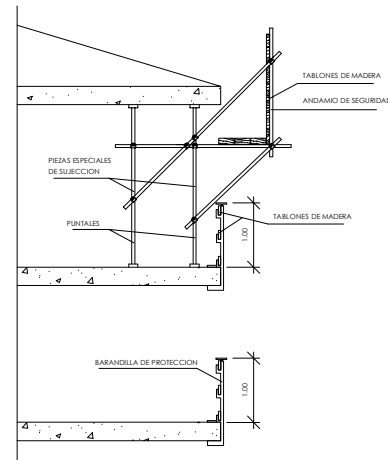 TABLONES DE MADERA
ANDAMIO DE SEGURIDAD
PIEZAS ESPECIALES
DE SUJECCION
PUNTALES
TABLONES DE MADERA
1.00
BARANDILLA DE PROTECCION
1.00